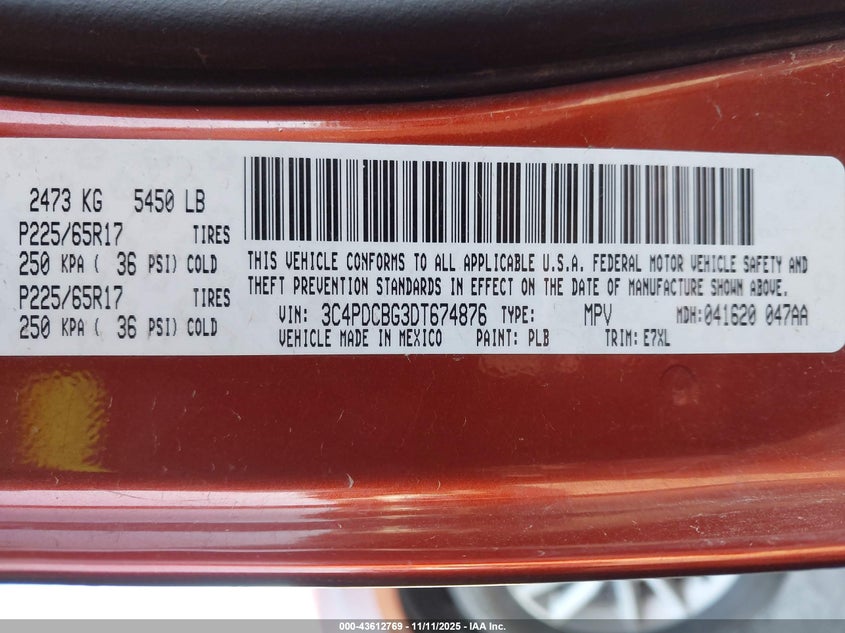 2473 KG 5450 LB
P225/65R17 TIRES
250 KPA ( 36 PSI) COLD
P225/65R17 TIRES
250 KPA ( 36 PSI) COLD
THIS VEHICLE CONFORMS TO ALL APPLICABLE U.S.A. FEDERAL MOTOR VEHICLE SAFETY AND
THEFT PREVENTION STANDARDS IN EFFECT ON THE DATE OF MANUFACTURE SHOWN ABOVE.
VIN: 3C4PDCBG3DT674876 TYPE: MPV MDH:041620 047AA
VEHICLE MADE IN MEXICO PAINT: PLB TRIM: E7XL
000-43612769 - 11/11/2025 - IAA Inc.